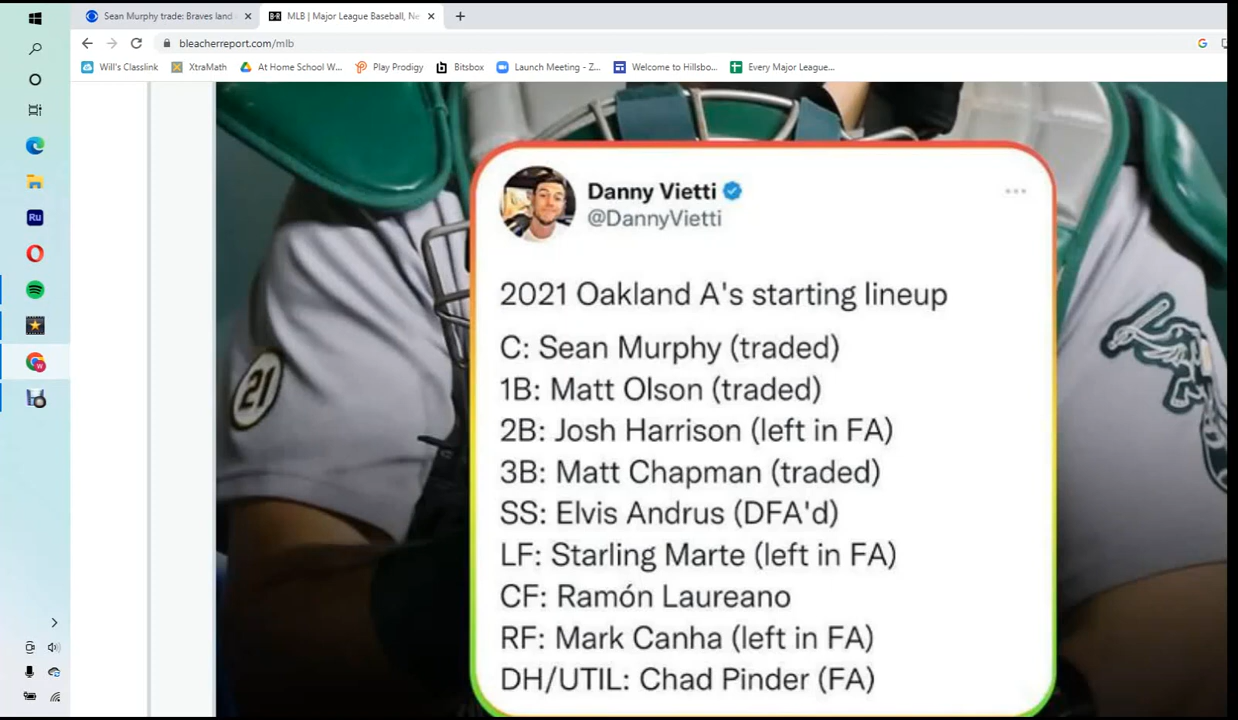 Sean Murphy trade: Braves land
MLB | Major League Baseball, Ne
bleacherreport.com/mlb
Will's Classlink
XtraMath
At Home School W...
Play Prodigy
Bitsbox
Launch Meeting - Z...
Welcome to Hillsbo...
Every Major League...
Ru
21
Danny Vietti
@DannyVietti
2021 Oakland A's starting lineup
C: Sean Murphy (traded)
1B: Matt Olson (traded)
2B: Josh Harrison (left in FA)
3B: Matt Chapman (traded)
SS: Elvis Andrus (DFA'd)
LF: Starling Marte (left in FA)
CF: Ramón Laureano
RF: Mark Canha (left in FA)
DH/UTIL: Chad Pinder (FA)